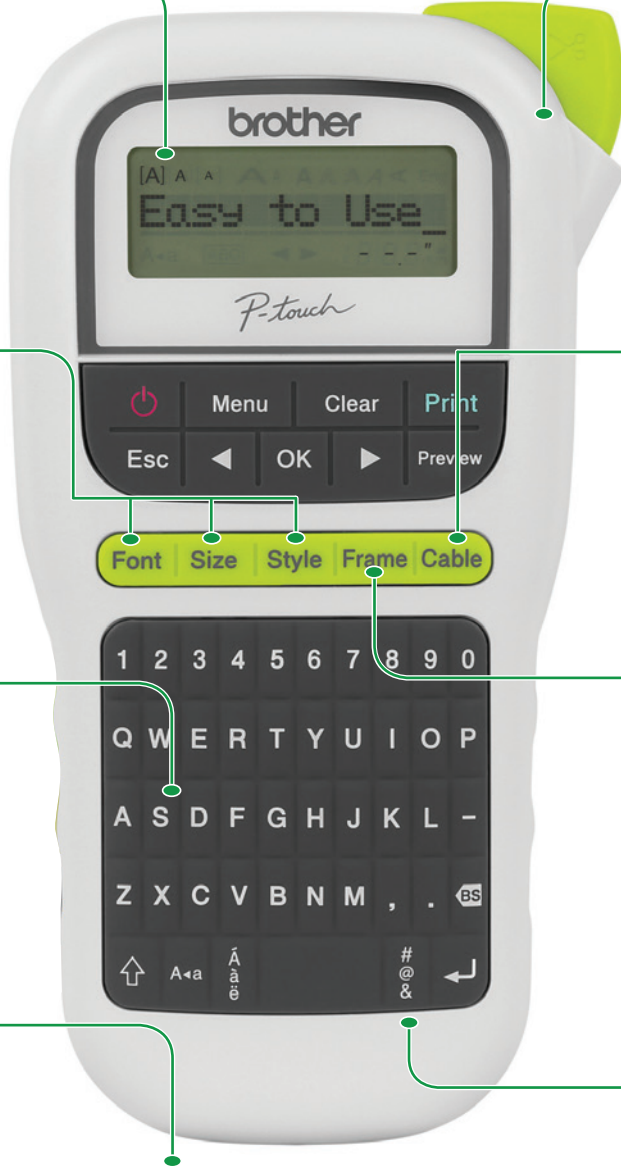 brother
[A] A A
Easy to Use_
- -.-"
P-touch
Menu Clear Print
Esc ◀ OK ▶ Preview
Font Size Style Frame Cable
1 2 3 4 5 6 7 8 9 0
Q W E R T Y U I O P
A S D F G H J K L -
Z X C V B N M , . BS
A◂a Á à ë # @ &